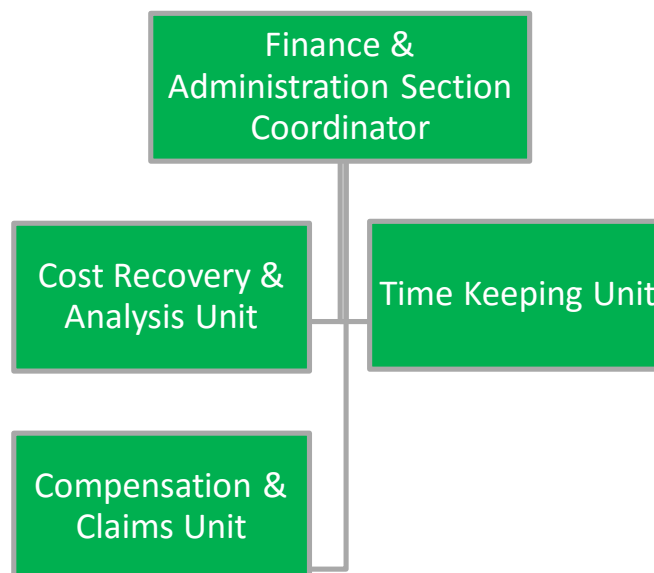 Finance &
Administration Section
Coordinator
Cost Recovery &
Analysis Unit
Time Keeping Unit
Compensation &
Claims Unit